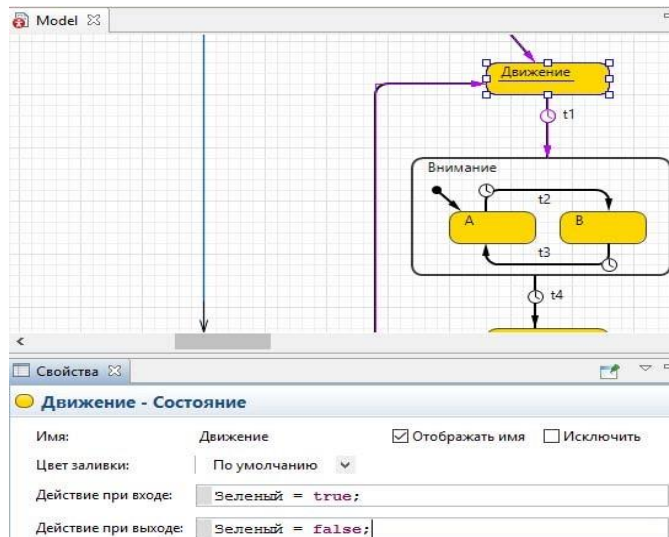 Model
Движение
t1
Внимание
t2
A
B
t3
t4
Свойства
Движение - Состояние
Имя: Движение Отображать имя Исключить
Цвет заливки: По умолчанию
Действие при входе: Зеленый = true;
Действие при выходе: Зеленый = false;